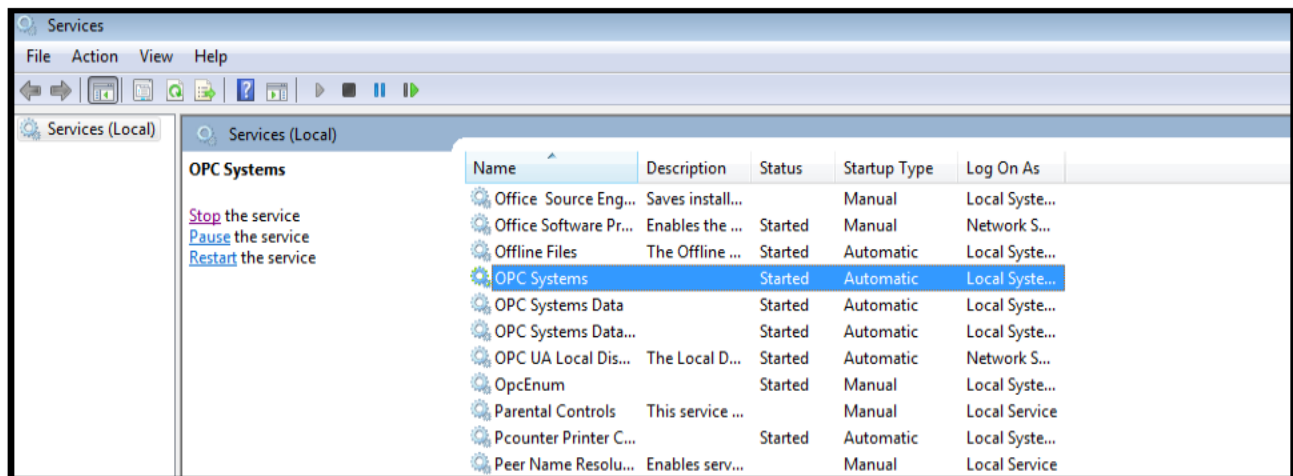 Services
File Action View Help
Services (Local)
Services (Local)
OPC Systems
Stop the service
Pause the service
Restart the service
Name Description Status Startup Type Log On As
Office Source Eng... Saves install... Manual Local Syste...
Office Software Pr... Enables the ... Started Manual Network S...
Offline Files The Offline ... Started Automatic Local Syste...
OPC Systems Started Automatic Local Syste...
OPC Systems Data Started Automatic Local Syste...
OPC Systems Data... Started Automatic Local Syste...
OPC UA Local Dis... The Local D... Started Automatic Network S...
OpcEnum Started Manual Local Syste...
Parental Controls This service ... Manual Local Service
Pcounter Printer C... Started Automatic Local Syste...
Peer Name Resolu... Enables serv... Manual Local Service